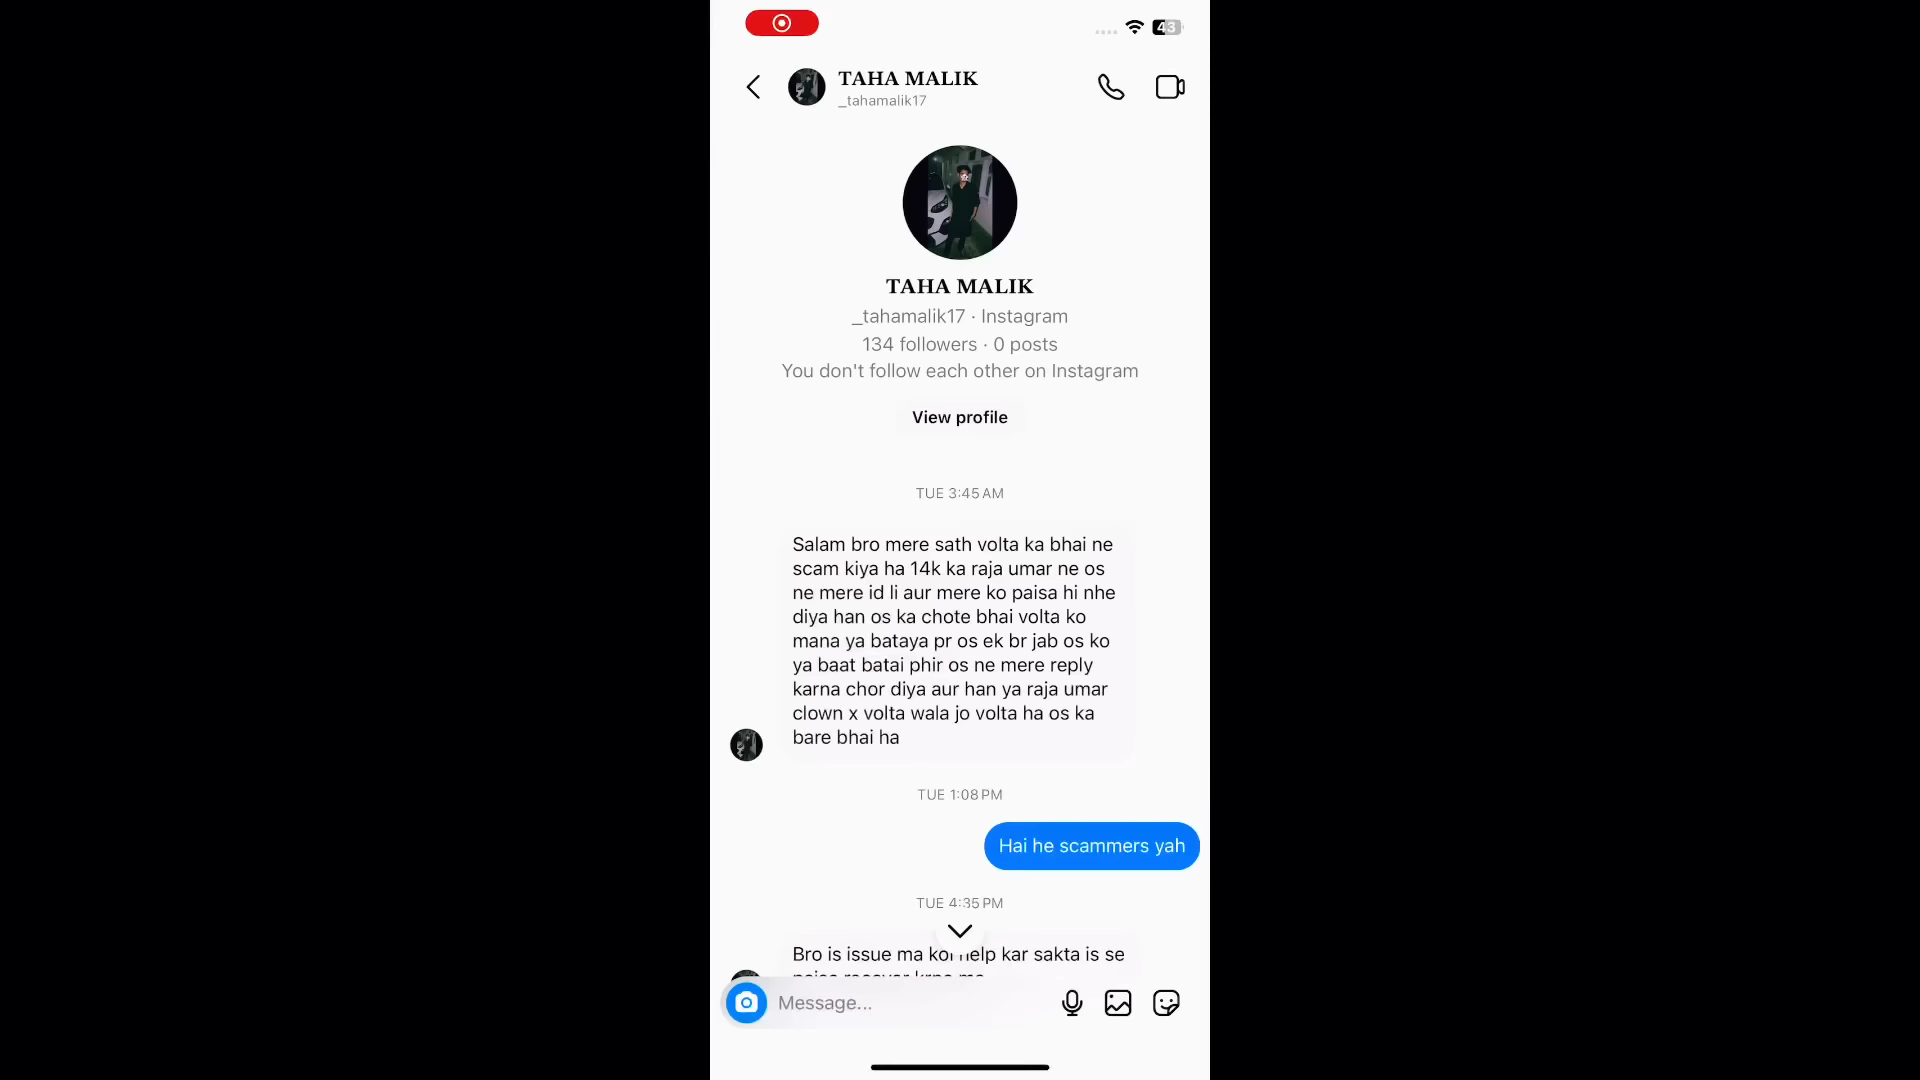 43
TAHA MALIK
_tahamalik17
TAHA MALIK
_tahamalik17 · Instagram
134 followers · 0 posts
You don't follow each other on Instagram
View profile
TUE 3:45 AM
Salam bro mere sath volta ka bhai ne
scam kiya ha 14k ka raja umar ne os
ne mere id li aur mere ko paisa hi nhe
diya han os ka chote bhai volta ko
mana ya bataya pr os ek br jab os ko
ya baat batai phir os ne mere reply
karna chor diya aur han ya raja umar
clown x volta wala jo volta ha os ka
bare bhai ha
TUE 1:08 PM
Hai he scammers yah
TUE 4:35 PM
Bro is issue ma koi help kar sakta is se
Message...